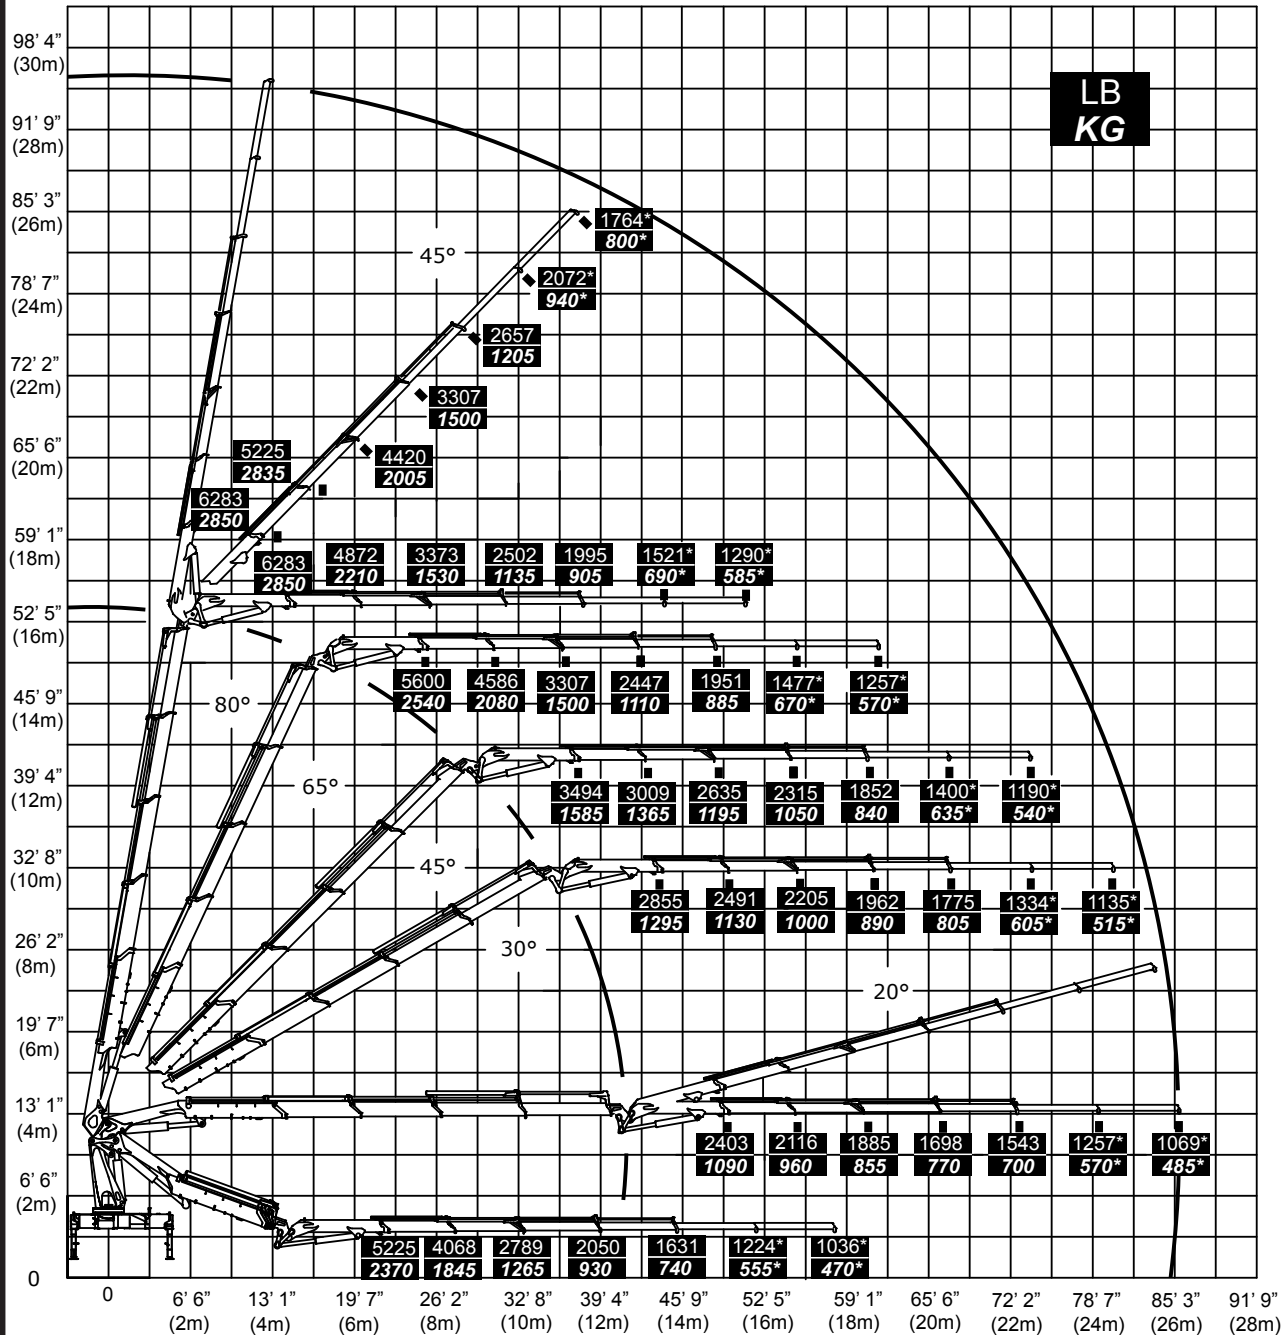 98' 4"
(30m)
LB
KG
91' 9"
(28m)
85' 3"
(26m)
1764*
800*
45°
78' 7"
(24m)
2072*
940*
2657
1205
72' 2"
(22m)
3307
1500
65' 6"
(20m)
5225
2835
4420
2005
6283
2850
59' 1"
(18m)
6283 4872 3373 2502 1995 1521* 1290*
2850 2210 1530 1135 905 690* 585*
52' 5"
(16m)
5600 4586 3307 2447 1951 1477* 1257*
2540 2080 1500 1110 885 670* 570*
45' 9"
(14m)
80°
39' 4"
(12m)
65°
3494 3009 2635 2315 1852 1400* 1190*
1585 1365 1195 1050 840 635* 540*
32' 8"
(10m)
45°
2855 2491 2205 1962 1775 1334* 1135*
1295 1130 1000 890 805 605* 515*
26' 2"
(8m)
30°
20°
19' 7"
(6m)
13' 1"
(4m)
2403 2116 1885 1698 1543 1257* 1069*
1090 960 855 770 700 570* 485*
6' 6"
(2m)
5225 4068 2789 2050 1631 1224* 1036*
2370 1845 1265 930 740 555* 470*
0
0 6' 6" 13' 1" 19' 7" 26' 2" 32' 8" 39' 4" 45' 9" 52' 5" 59' 1" 65' 6" 72' 2" 78' 7" 85' 3" 91' 9"
(2m) (4m) (6m) (8m) (10m) (12m) (14m) (16m) (18m) (20m) (22m) (24m) (26m) (28m)